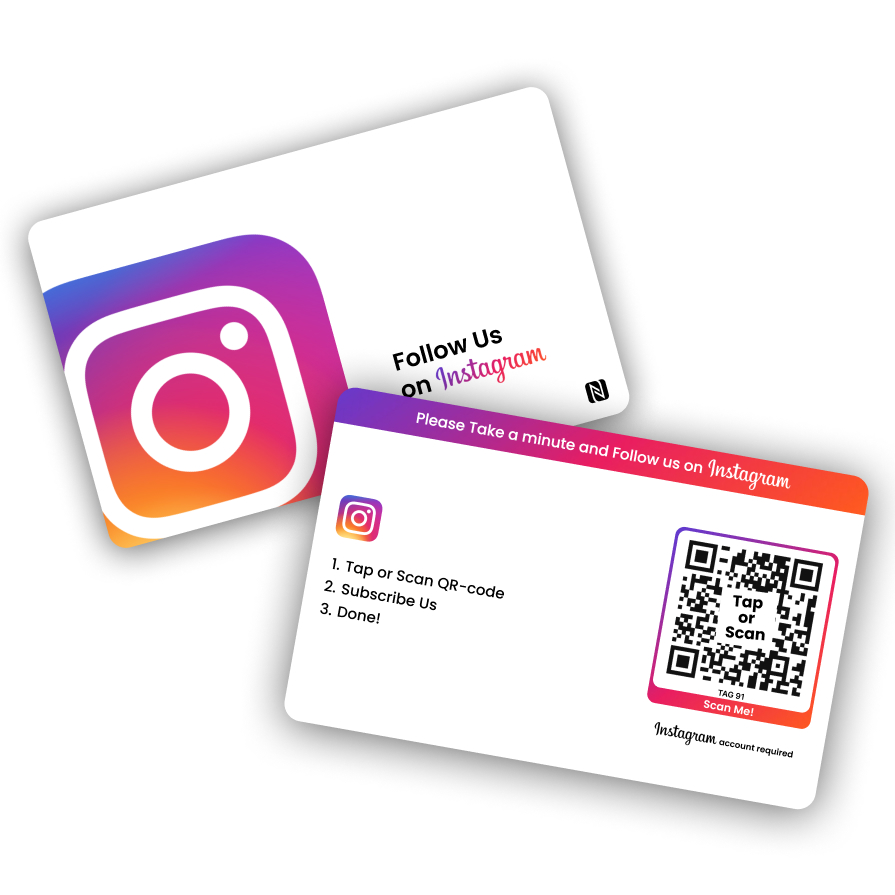 Follow Us
on Instagram
Please Take a minute and Follow us on Instagram
1. Tap or Scan QR-code
2. Subscribe Us
3. Done!
Tap
or
Scan
TAG 91
Scan Me!
Instagram account required